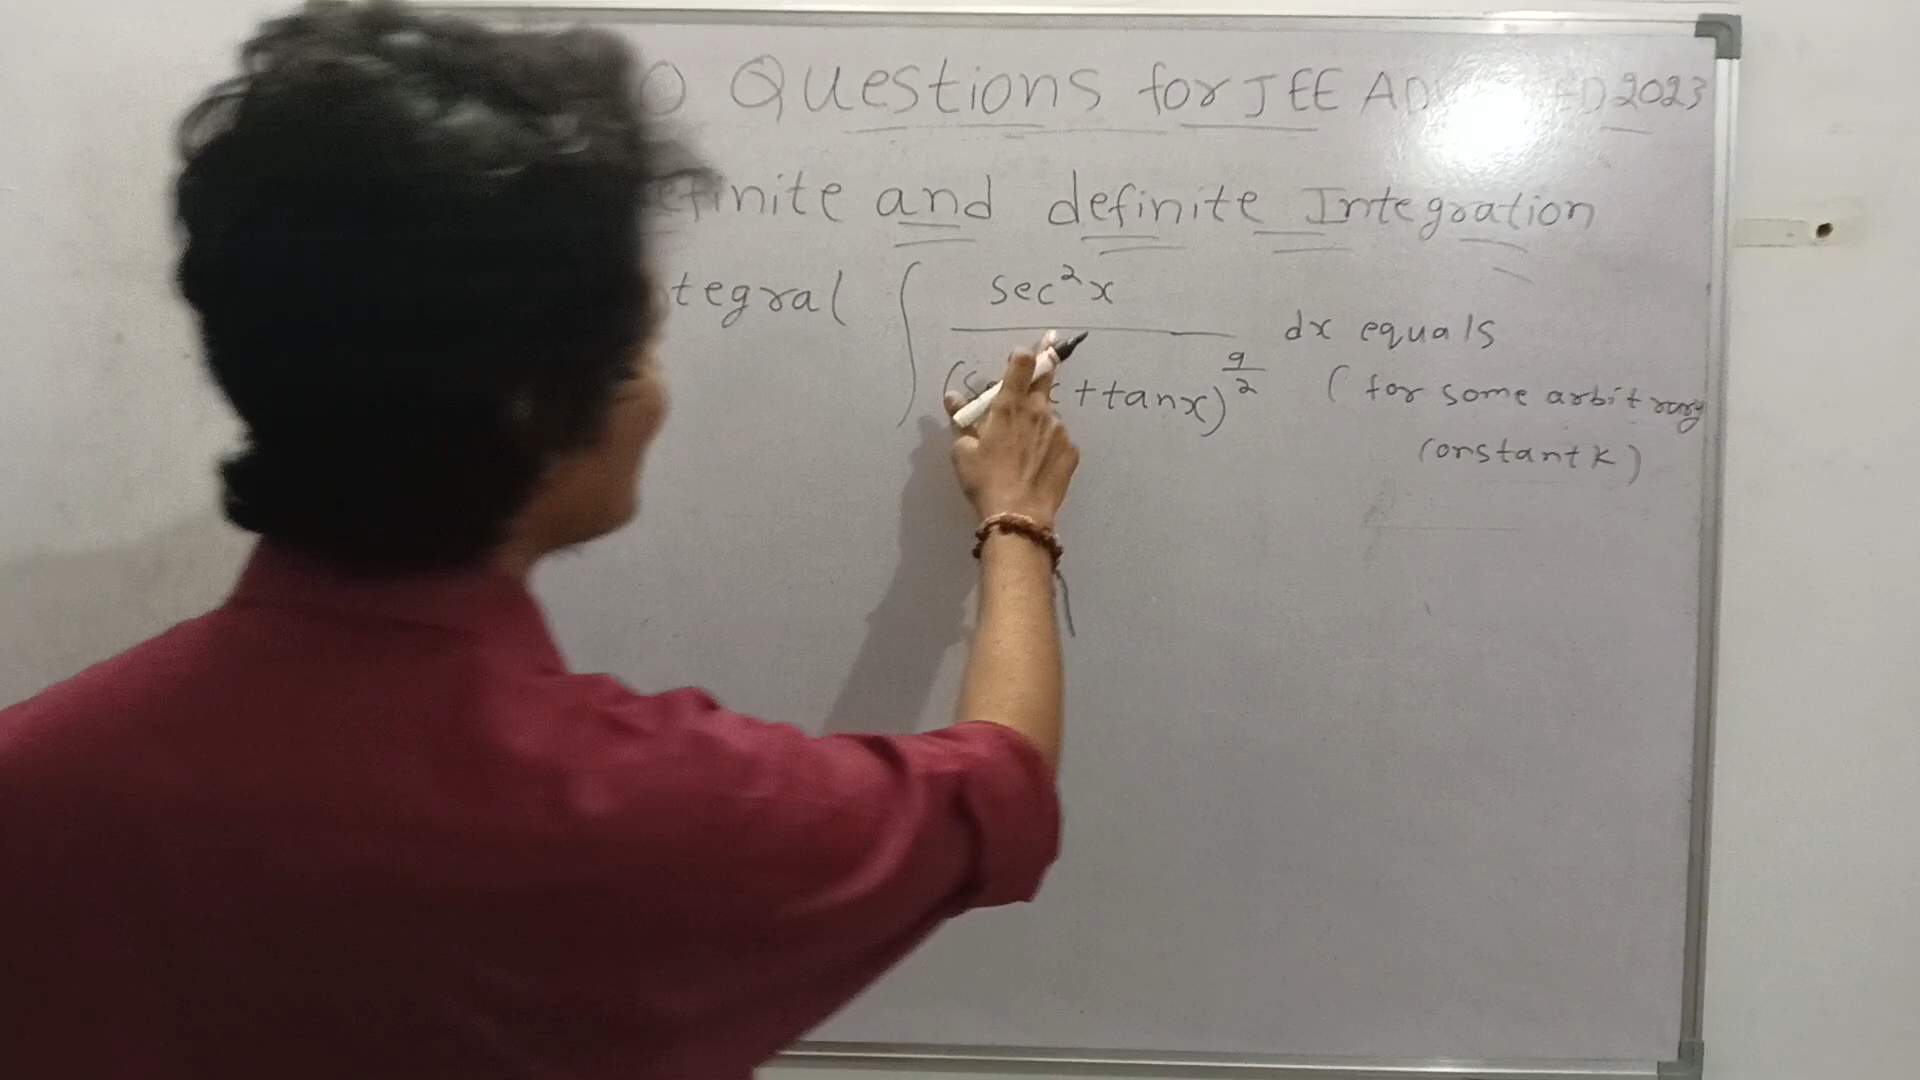 0 Questions for JEE AD 2023
efinite and definite Integration
tegral ∫ sec²x
dx equals
(s + tanx)^9/2 ( for some arbitrary
constant k )